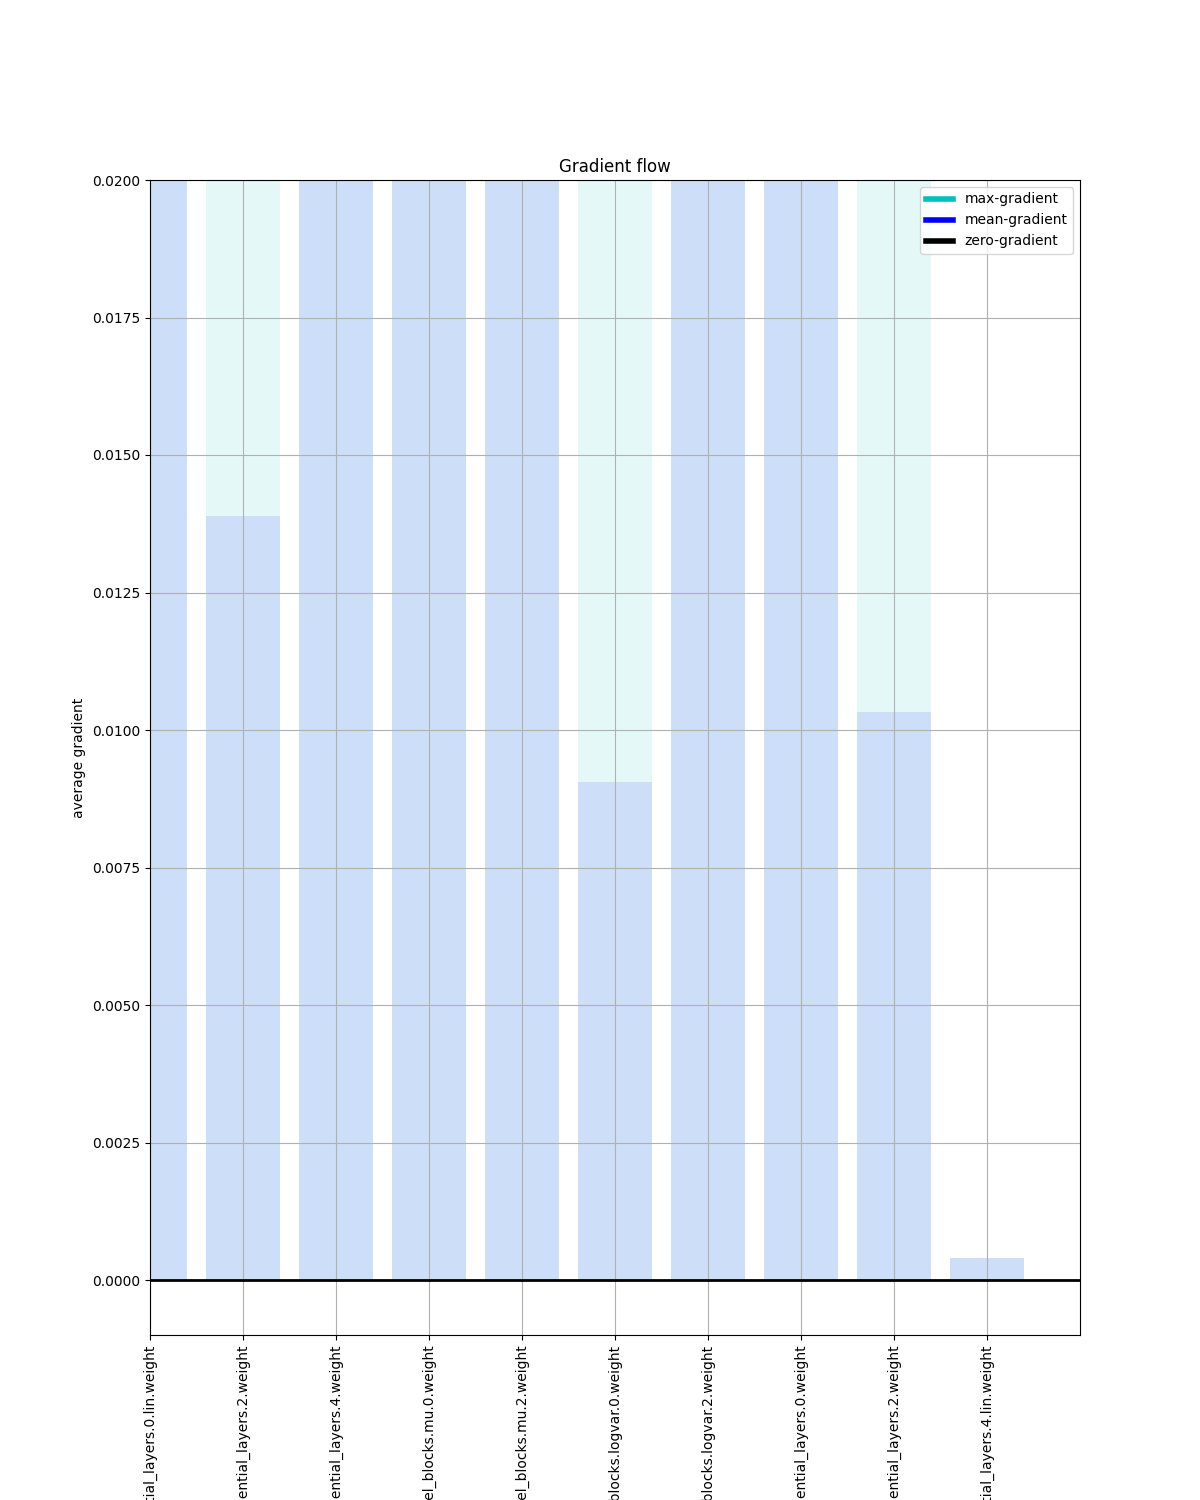 Gradient flow
max-gradient
mean-gradient
zero-gradient
average gradient
0.0200
0.0175
0.0150
0.0125
0.0100
0.0075
0.0050
0.0025
0.0000
tial_layers.0.lin.weight
ential_layers.2.weight
ential_layers.4.weight
el_blocks.mu.0.weight
el_blocks.mu.2.weight
blocks.logvar.0.weight
blocks.logvar.2.weight
ential_layers.0.weight
ential_layers.2.weight
tial_layers.4.lin.weight